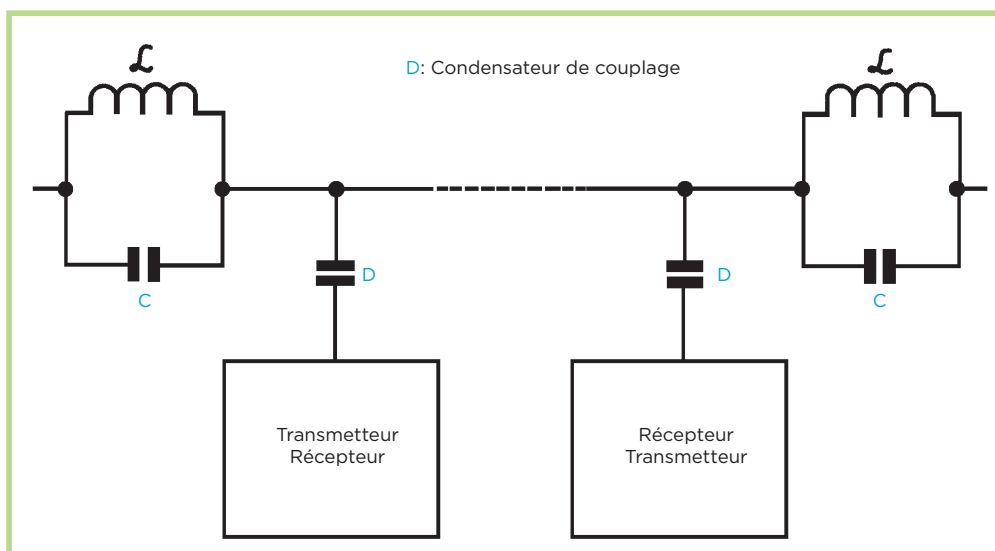 ℒ
D: Condensateur de couplage
ℒ
C
D
D
C
Transmetteur
Récepteur
Récepteur
Transmetteur